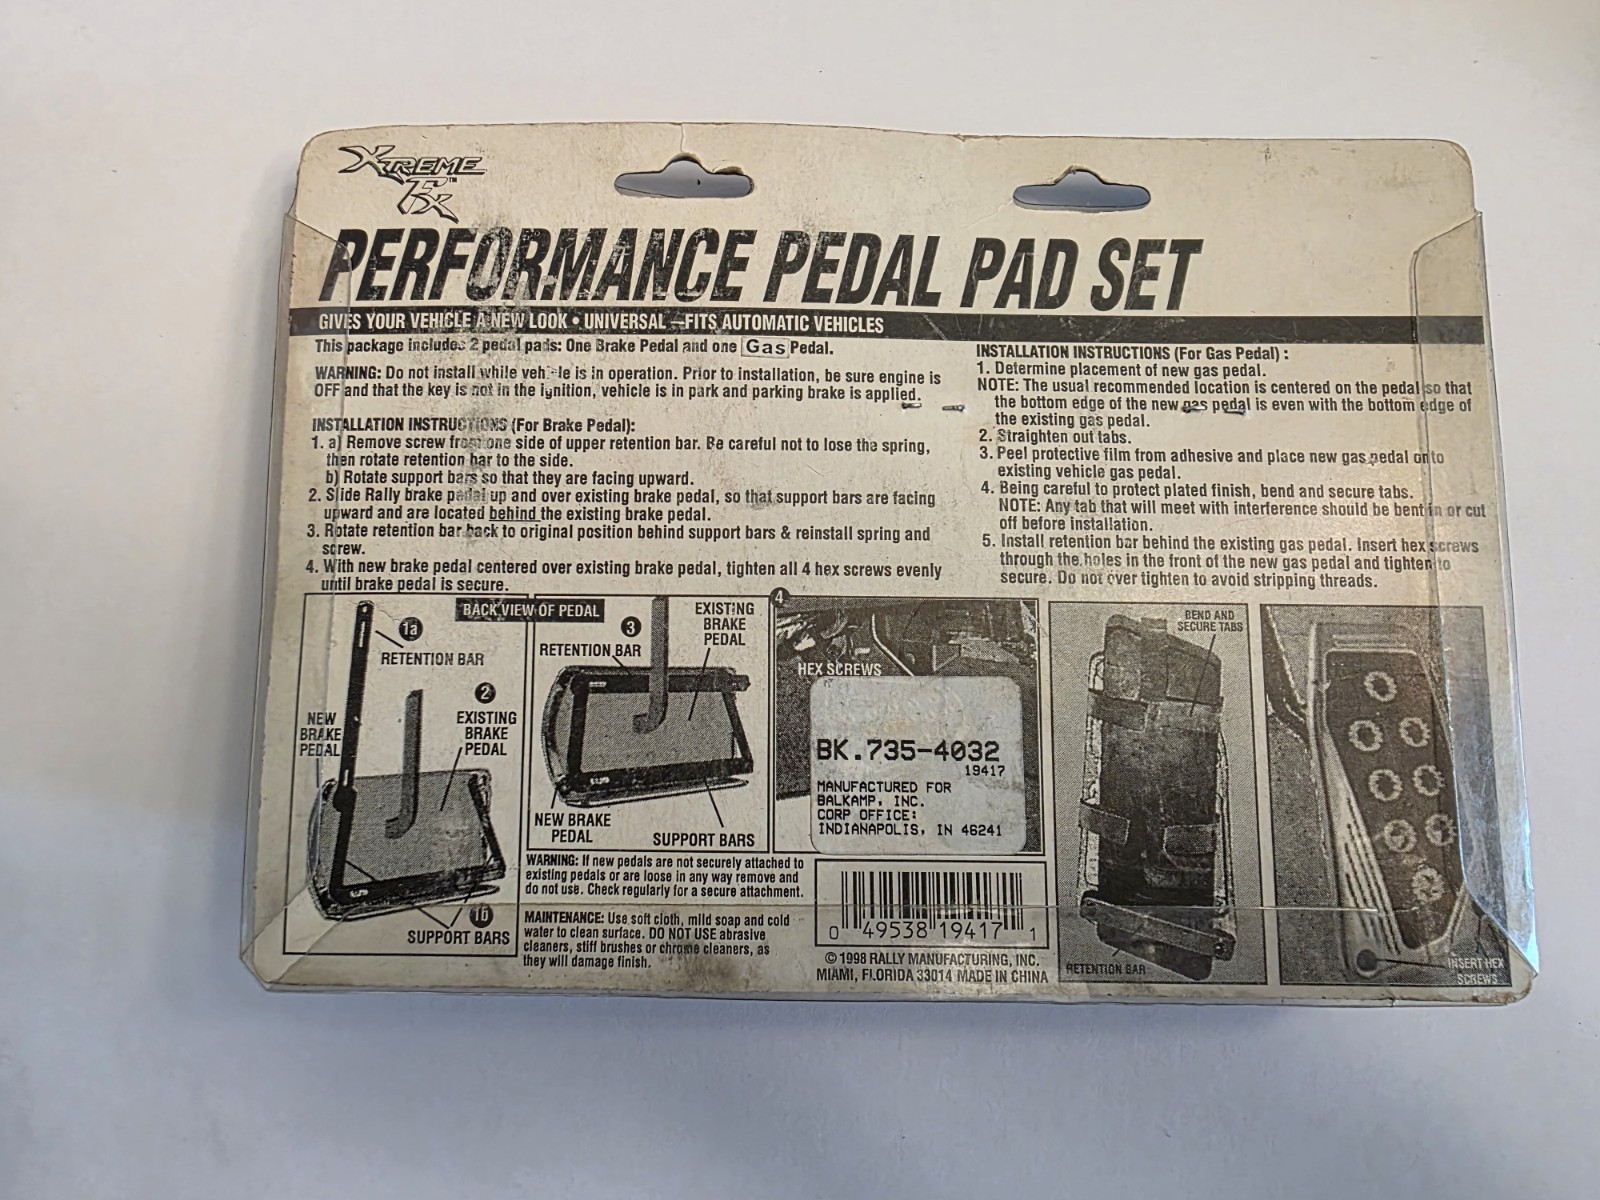 XTREME
FX™
PERFORMANCE PEDAL PAD SET
GIVES YOUR VEHICLE A NEW LOOK • UNIVERSAL —FITS AUTOMATIC VEHICLES
This package includes 2 pedal pads: One Brake Pedal and one Gas Pedal.
WARNING: Do not install while vehicle is in operation. Prior to installation, be sure engine is
OFF and that the key is not in the ignition, vehicle is in park and parking brake is applied.
INSTALLATION INSTRUCTIONS (For Brake Pedal):
1. a) Remove screw from one side of upper retention bar. Be careful not to lose the spring,
then rotate retention bar to the side.
b) Rotate support bars so that they are facing upward.
2. Slide Rally brake pedal up and over existing brake pedal, so that support bars are facing
upward and are located behind the existing brake pedal.
3. Rotate retention bar back to original position behind support bars & reinstall spring and
screw.
4. With new brake pedal centered over existing brake pedal, tighten all 4 hex screws evenly
until brake pedal is secure.
INSTALLATION INSTRUCTIONS (For Gas Pedal) :
1. Determine placement of new gas pedal.
NOTE: The usual recommended location is centered on the pedal so that
the bottom edge of the new gas pedal is even with the bottom edge of
the existing gas pedal.
2. Straighten out tabs.
3. Peel protective film from adhesive and place new gas pedal onto
existing vehicle gas pedal.
4. Being careful to protect plated finish, bend and secure tabs.
NOTE: Any tab that will meet with interference should be bent in or cut
off before installation.
5. Install retention bar behind the existing gas pedal. Insert hex screws
through the holes in the front of the new gas pedal and tighten to
secure. Do not over tighten to avoid stripping threads.
BACK VIEW OF PEDAL
1a
RETENTION BAR
2
NEW
BRAKE
PEDAL
EXISTING
BRAKE
PEDAL
1b
SUPPORT BARS
3
RETENTION BAR
EXISTING
BRAKE
PEDAL
NEW BRAKE
PEDAL
SUPPORT BARS
4
HEX SCREWS
BK.735-4032
19417
MANUFACTURED FOR
BALKAMP, INC.
CORP OFFICE:
INDIANAPOLIS, IN 46241
BEND AND
SECURE TABS
RETENTION BAR
INSERT HEX
SCREWS
WARNING: If new pedals are not securely attached to
existing pedals or are loose in any way remove and
do not use. Check regularly for a secure attachment.
MAINTENANCE: Use soft cloth, mild soap and cold
water to clean surface. DO NOT USE abrasive
cleaners, stiff brushes or chrome cleaners, as
they will damage finish.
0 49538 19417 1
© 1998 RALLY MANUFACTURING, INC.
MIAMI, FLORIDA 33014 MADE IN CHINA